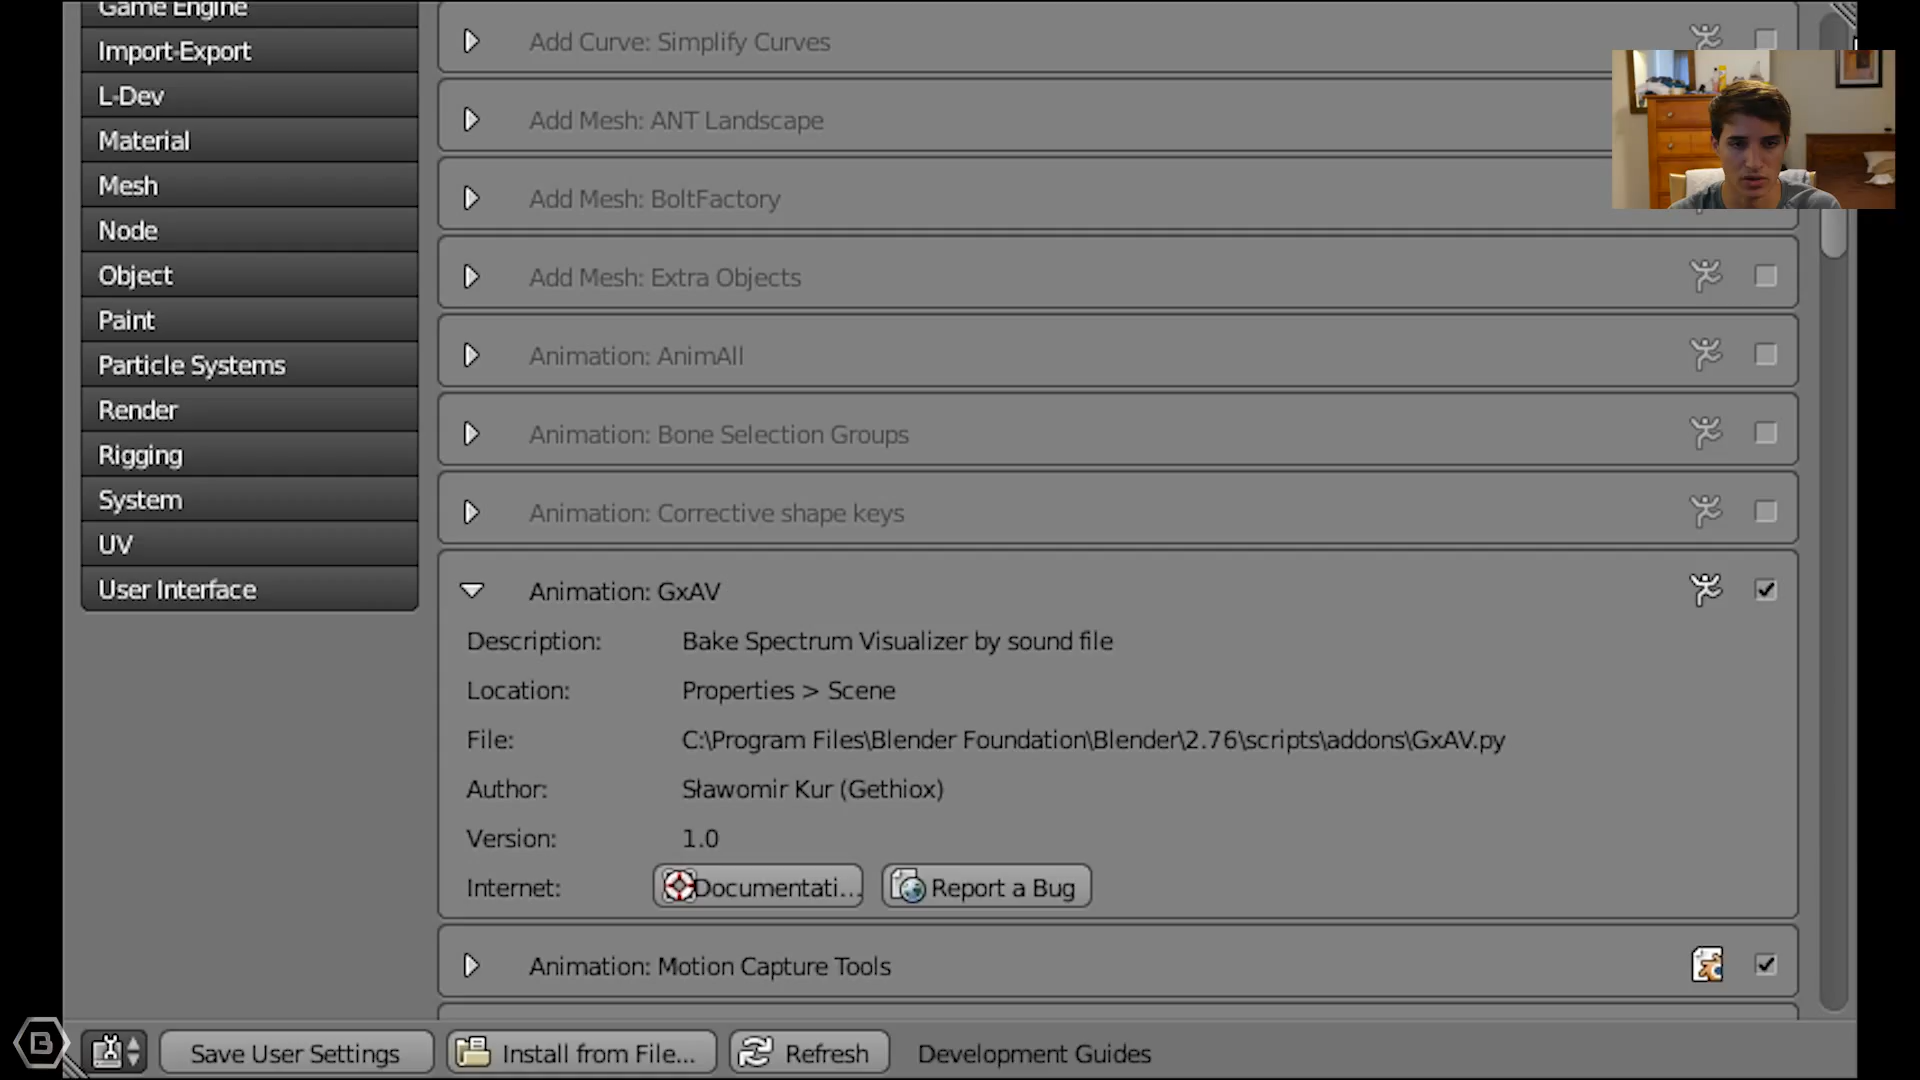 Game Engine
Import-Export
L-Dev
Material
Mesh
Node
Object
Paint
Particle Systems
Render
Rigging
System
UV
User Interface
Add Curve: Simplify Curves
Add Mesh: ANT Landscape
Add Mesh: BoltFactory
Add Mesh: Extra Objects
Animation: AnimAll
Animation: Bone Selection Groups
Animation: Corrective shape keys
Animation: GxAV
Description: Bake Spectrum Visualizer by sound file
Location: Properties > Scene
File: C:\Program Files\Blender Foundation\Blender\2.76\scripts\addons\GxAV.py
Author: Sławomir Kur (Gethiox)
Version: 1.0
Internet: Documentati... Report a Bug
Animation: Motion Capture Tools
B Save User Settings Install from File... Refresh Development Guides